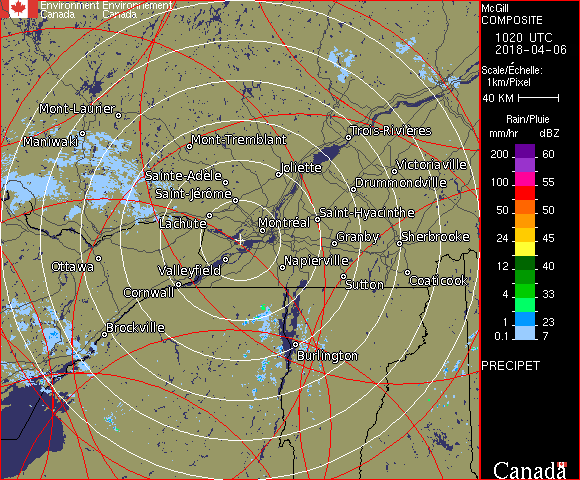 Environment Environnement
Canada Canada
McGill
COMPOSITE
1020 UTC
2018-04-06
Scale/Échelle:
1km/Pixel
40 KM
Rain/Pluie
mm/hr dBZ
200 60
100 55
50 50
24 45
12 40
4 33
1 23
0.1 7
PRECIPET
Canada
Mont-Laurier
Maniwaki
Mont-Tremblant
Trois-Rivières
Sainte-Adèle
Joliette
Victoriaville
Saint-Jérôme
Drummondville
Lachute
Montréal
Saint-Hyacinthe
Granby
Sherbrooke
Ottawa
Valleyfield
Napierville
Cornwall
Sutton
Coaticook
Brockville
Burlington